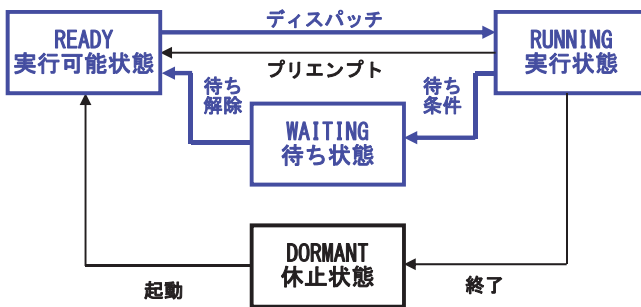 ディスパッチ
READY
実行可能状態
RUNNING
実行状態
プリエンプト
待ち
解除
待ち
条件
WAITING
待ち状態
DORMANT
休止状態
起動
終了